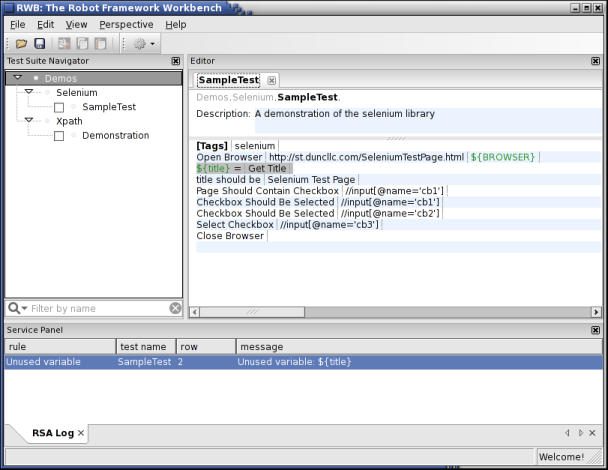 RWB: The Robot Framework Workbench
File Edit View Perspective Help
Test Suite Navigator
Demos
Selenium
SampleTest
Xpath
Demonstration
Filter by name
Editor
SampleTest
Demos.Selenium.SampleTest.
Description: A demonstration of the selenium library
[Tags] selenium
Open Browser http://st.duncllc.com/SeleniumTestPage.html ${BROWSER}
${title} = Get Title
title should be Selenium Test Page
Page Should Contain Checkbox //input[@name='cb1']
Checkbox Should Be Selected //input[@name='cb1']
Checkbox Should Be Selected //input[@name='cb2']
Select Checkbox //input[@name='cb3']
Close Browser
Service Panel
rule test name row message
Unused variable SampleTest 2 Unused variable: ${title}
RSA Log
Welcome!